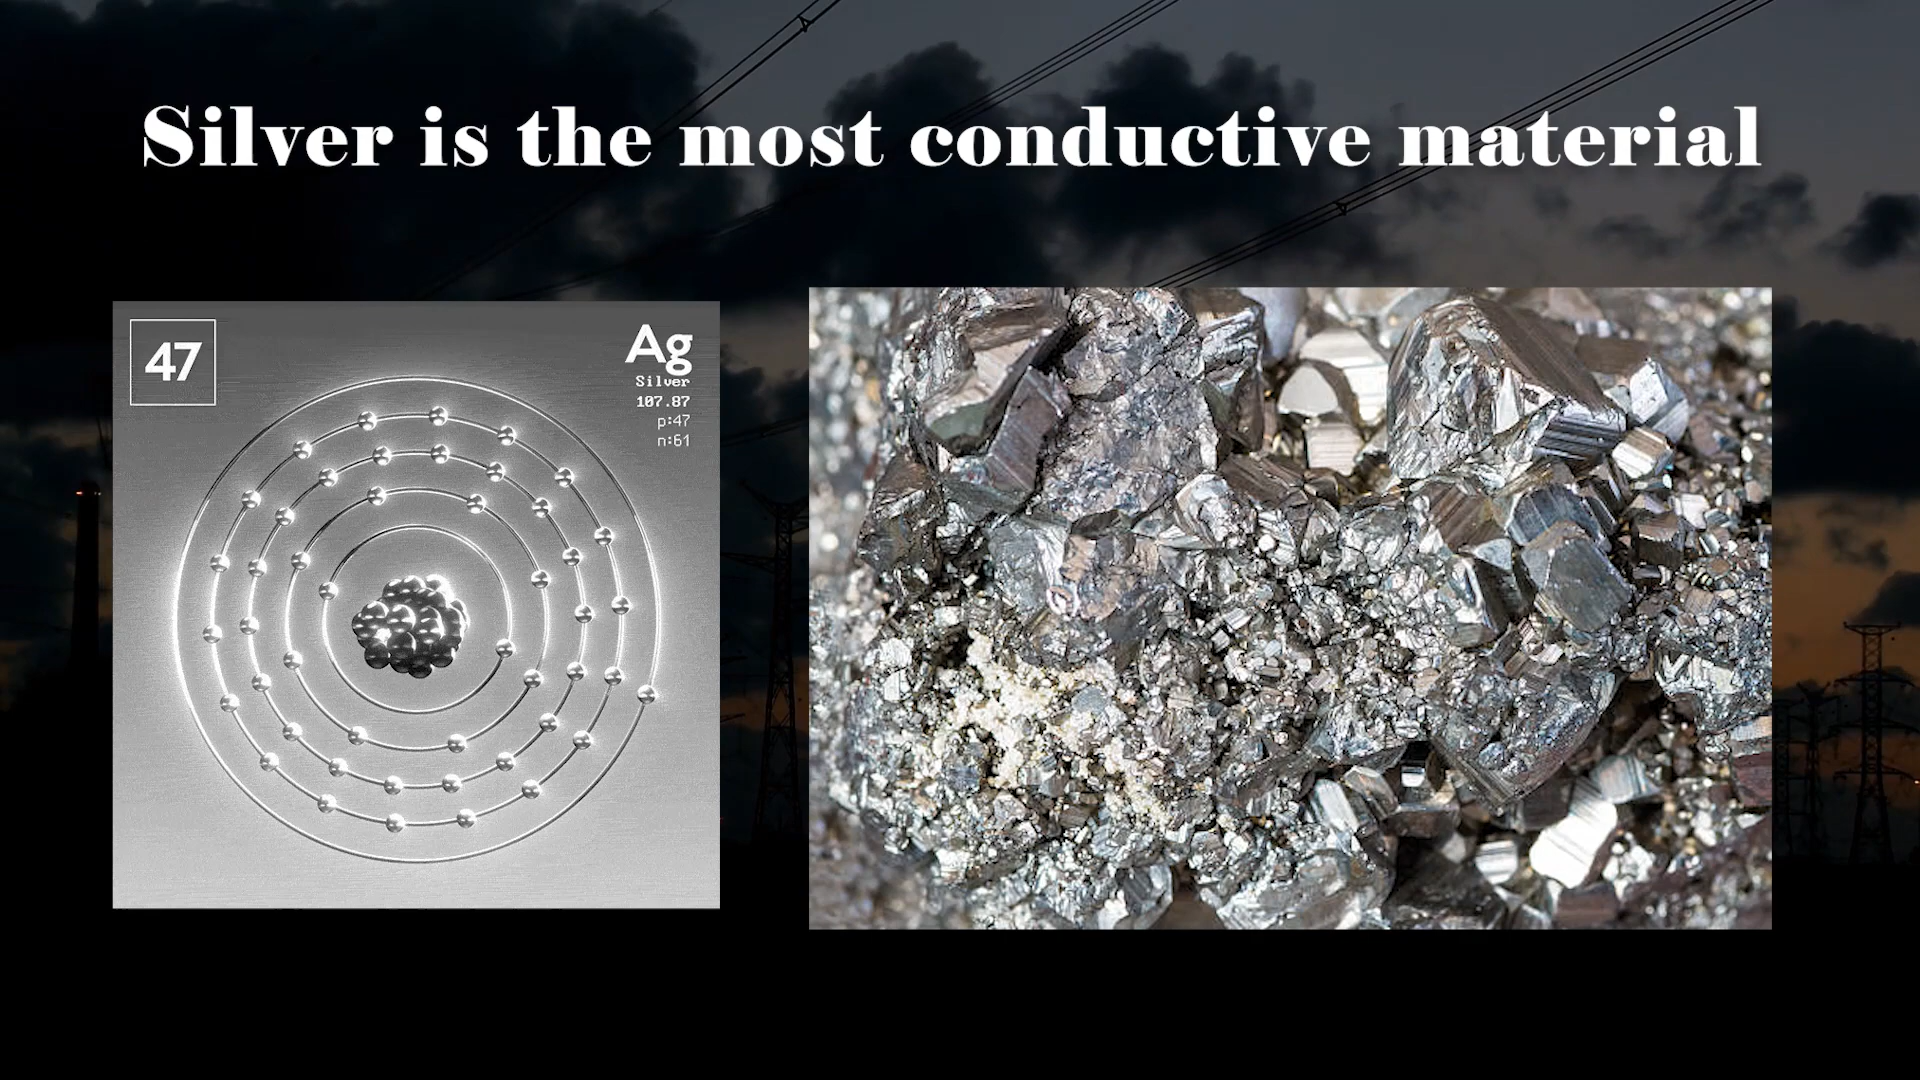 Silver is the most conductive material
47
Ag
Silver
107.87
p:47
n:61